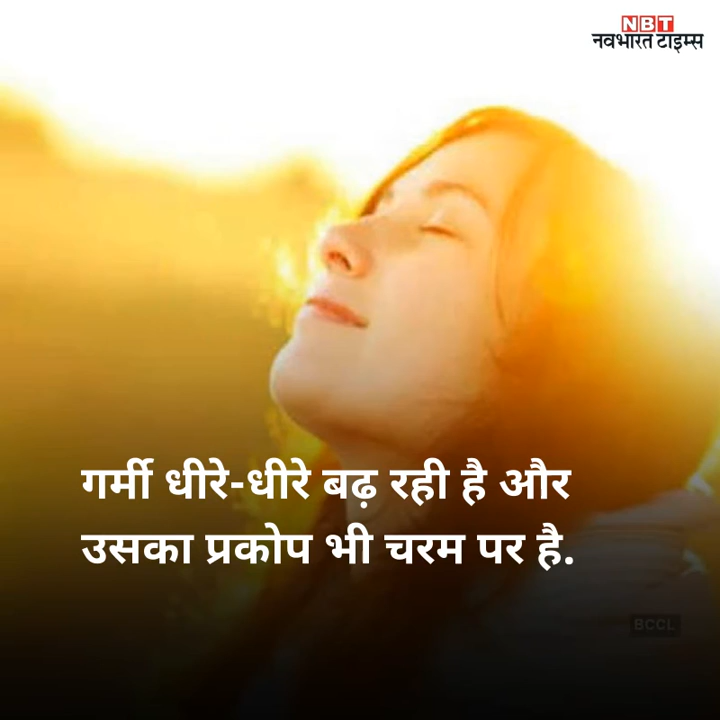 NBT
नवभारत टाइम्स
गर्मी धीरे-धीरे बढ़ रही है और
उसका प्रकोप भी चरम पर है.
BCCL